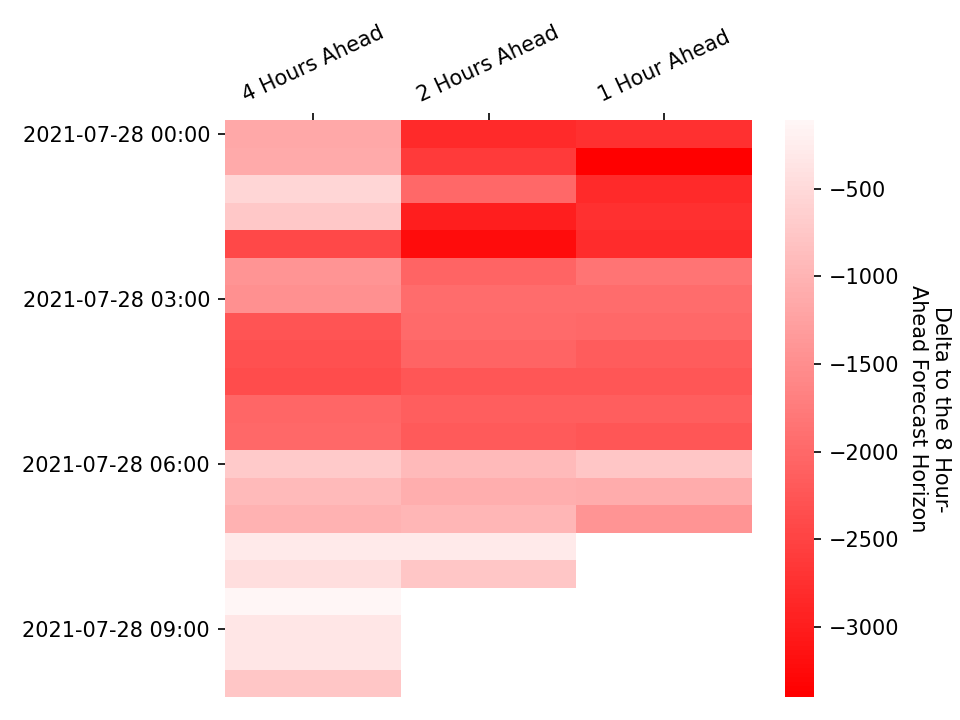 4 Hours Ahead
2 Hours Ahead
1 Hour Ahead
2021-07-28 00:00
2021-07-28 03:00
2021-07-28 06:00
2021-07-28 09:00
−500
−1000
−1500
−2000
−2500
−3000
Delta to the 8 Hour-
Ahead Forecast Horizon